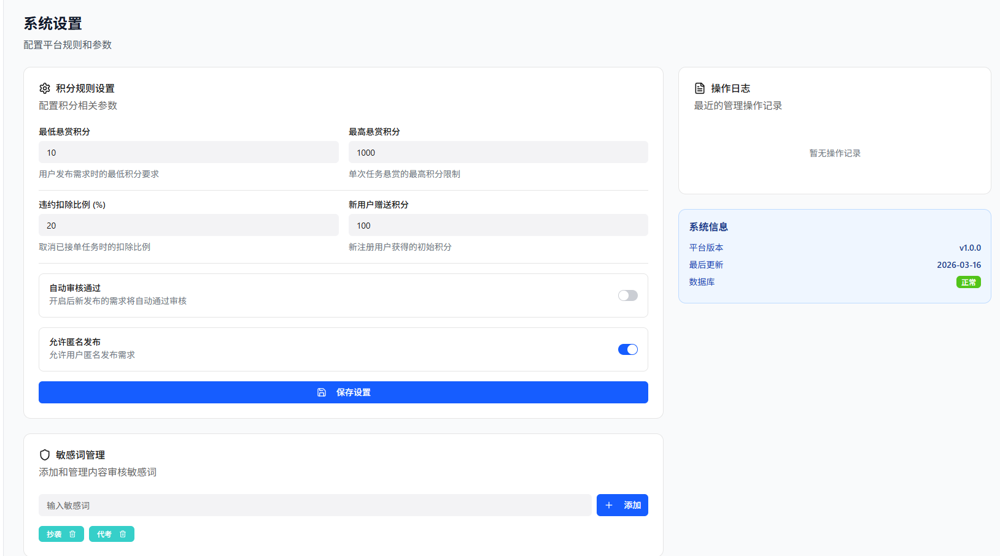 系统设置
配置平台规则和参数
积分规则设置
配置积分相关参数
最低悬赏积分
10
用户发布需求时的最低积分要求
最高悬赏积分
1000
单次任务悬赏的最高积分限制
违约扣除比例 (%)
20
取消已接单任务时的扣除比例
新用户赠送积分
100
新注册用户获得的初始积分
自动审核通过
开启后新发布的需求将自动通过审核
允许匿名发布
允许用户匿名发布需求
保存设置
敏感词管理
添加和管理内容审核敏感词
输入敏感词
添加
抄袭
代考
操作日志
最近的管理操作记录
暂无操作记录
系统信息
平台版本 v1.0.0
最后更新 2026-03-16
数据库 正常